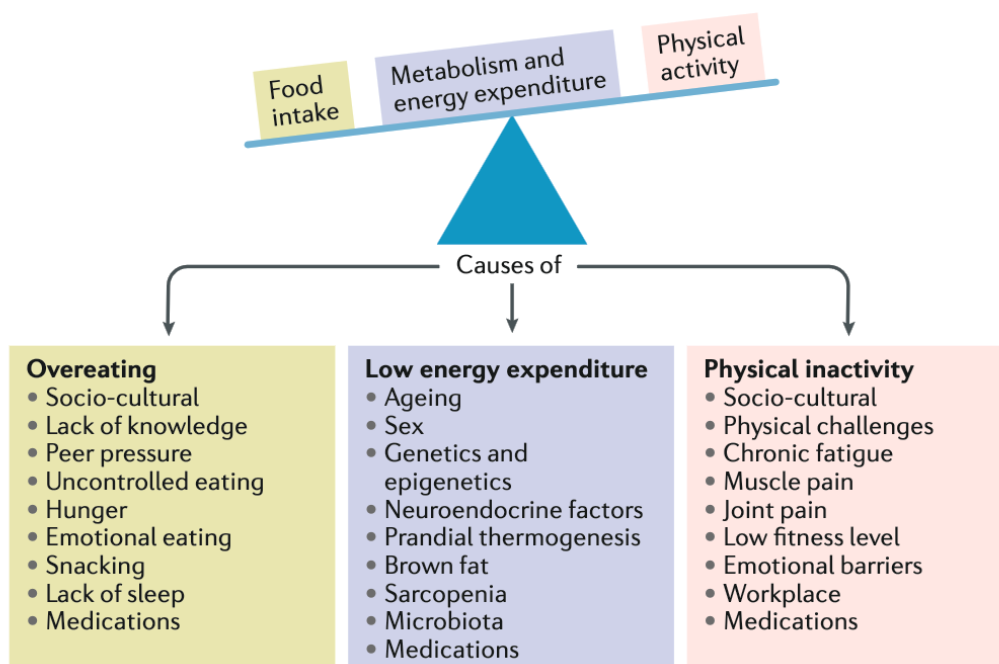 Food
intake
Metabolism and
energy expenditure
Physical
activity
Causes of
Overeating
• Socio-cultural
• Lack of knowledge
• Peer pressure
• Uncontrolled eating
• Hunger
• Emotional eating
• Snacking
• Lack of sleep
• Medications
Low energy expenditure
• Ageing
• Sex
• Genetics and
epigenetics
• Neuroendocrine factors
• Prandial thermogenesis
• Brown fat
• Sarcopenia
• Microbiota
• Medications
Physical inactivity
• Socio-cultural
• Physical challenges
• Chronic fatigue
• Muscle pain
• Joint pain
• Low fitness level
• Emotional barriers
• Workplace
• Medications